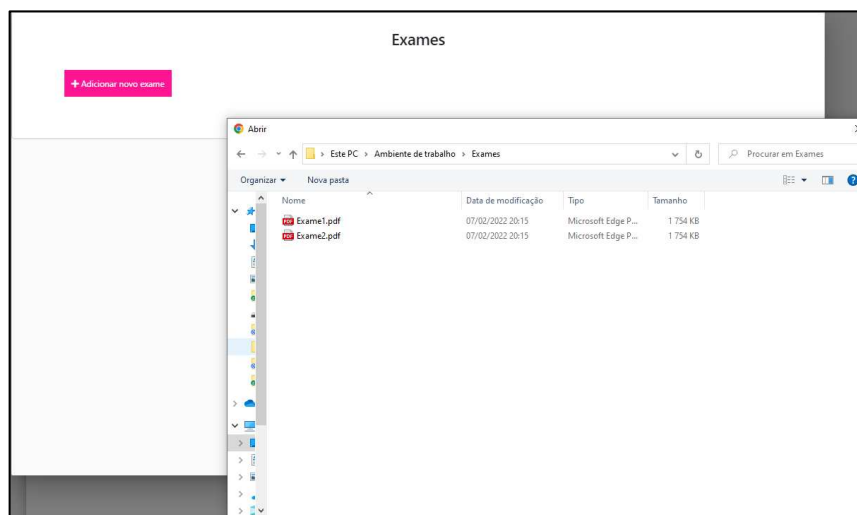 Exames
+ Adicionar novo exame
Abrir
Este PC > Ambiente de trabalho > Exames
Procurar em Exames
Organizar
Nova pasta
Nome Data de modificação Tipo Tamanho
Exame1.pdf 07/02/2022 20:15 Microsoft Edge P... 1 754 KB
Exame2.pdf 07/02/2022 20:15 Microsoft Edge P... 1 754 KB